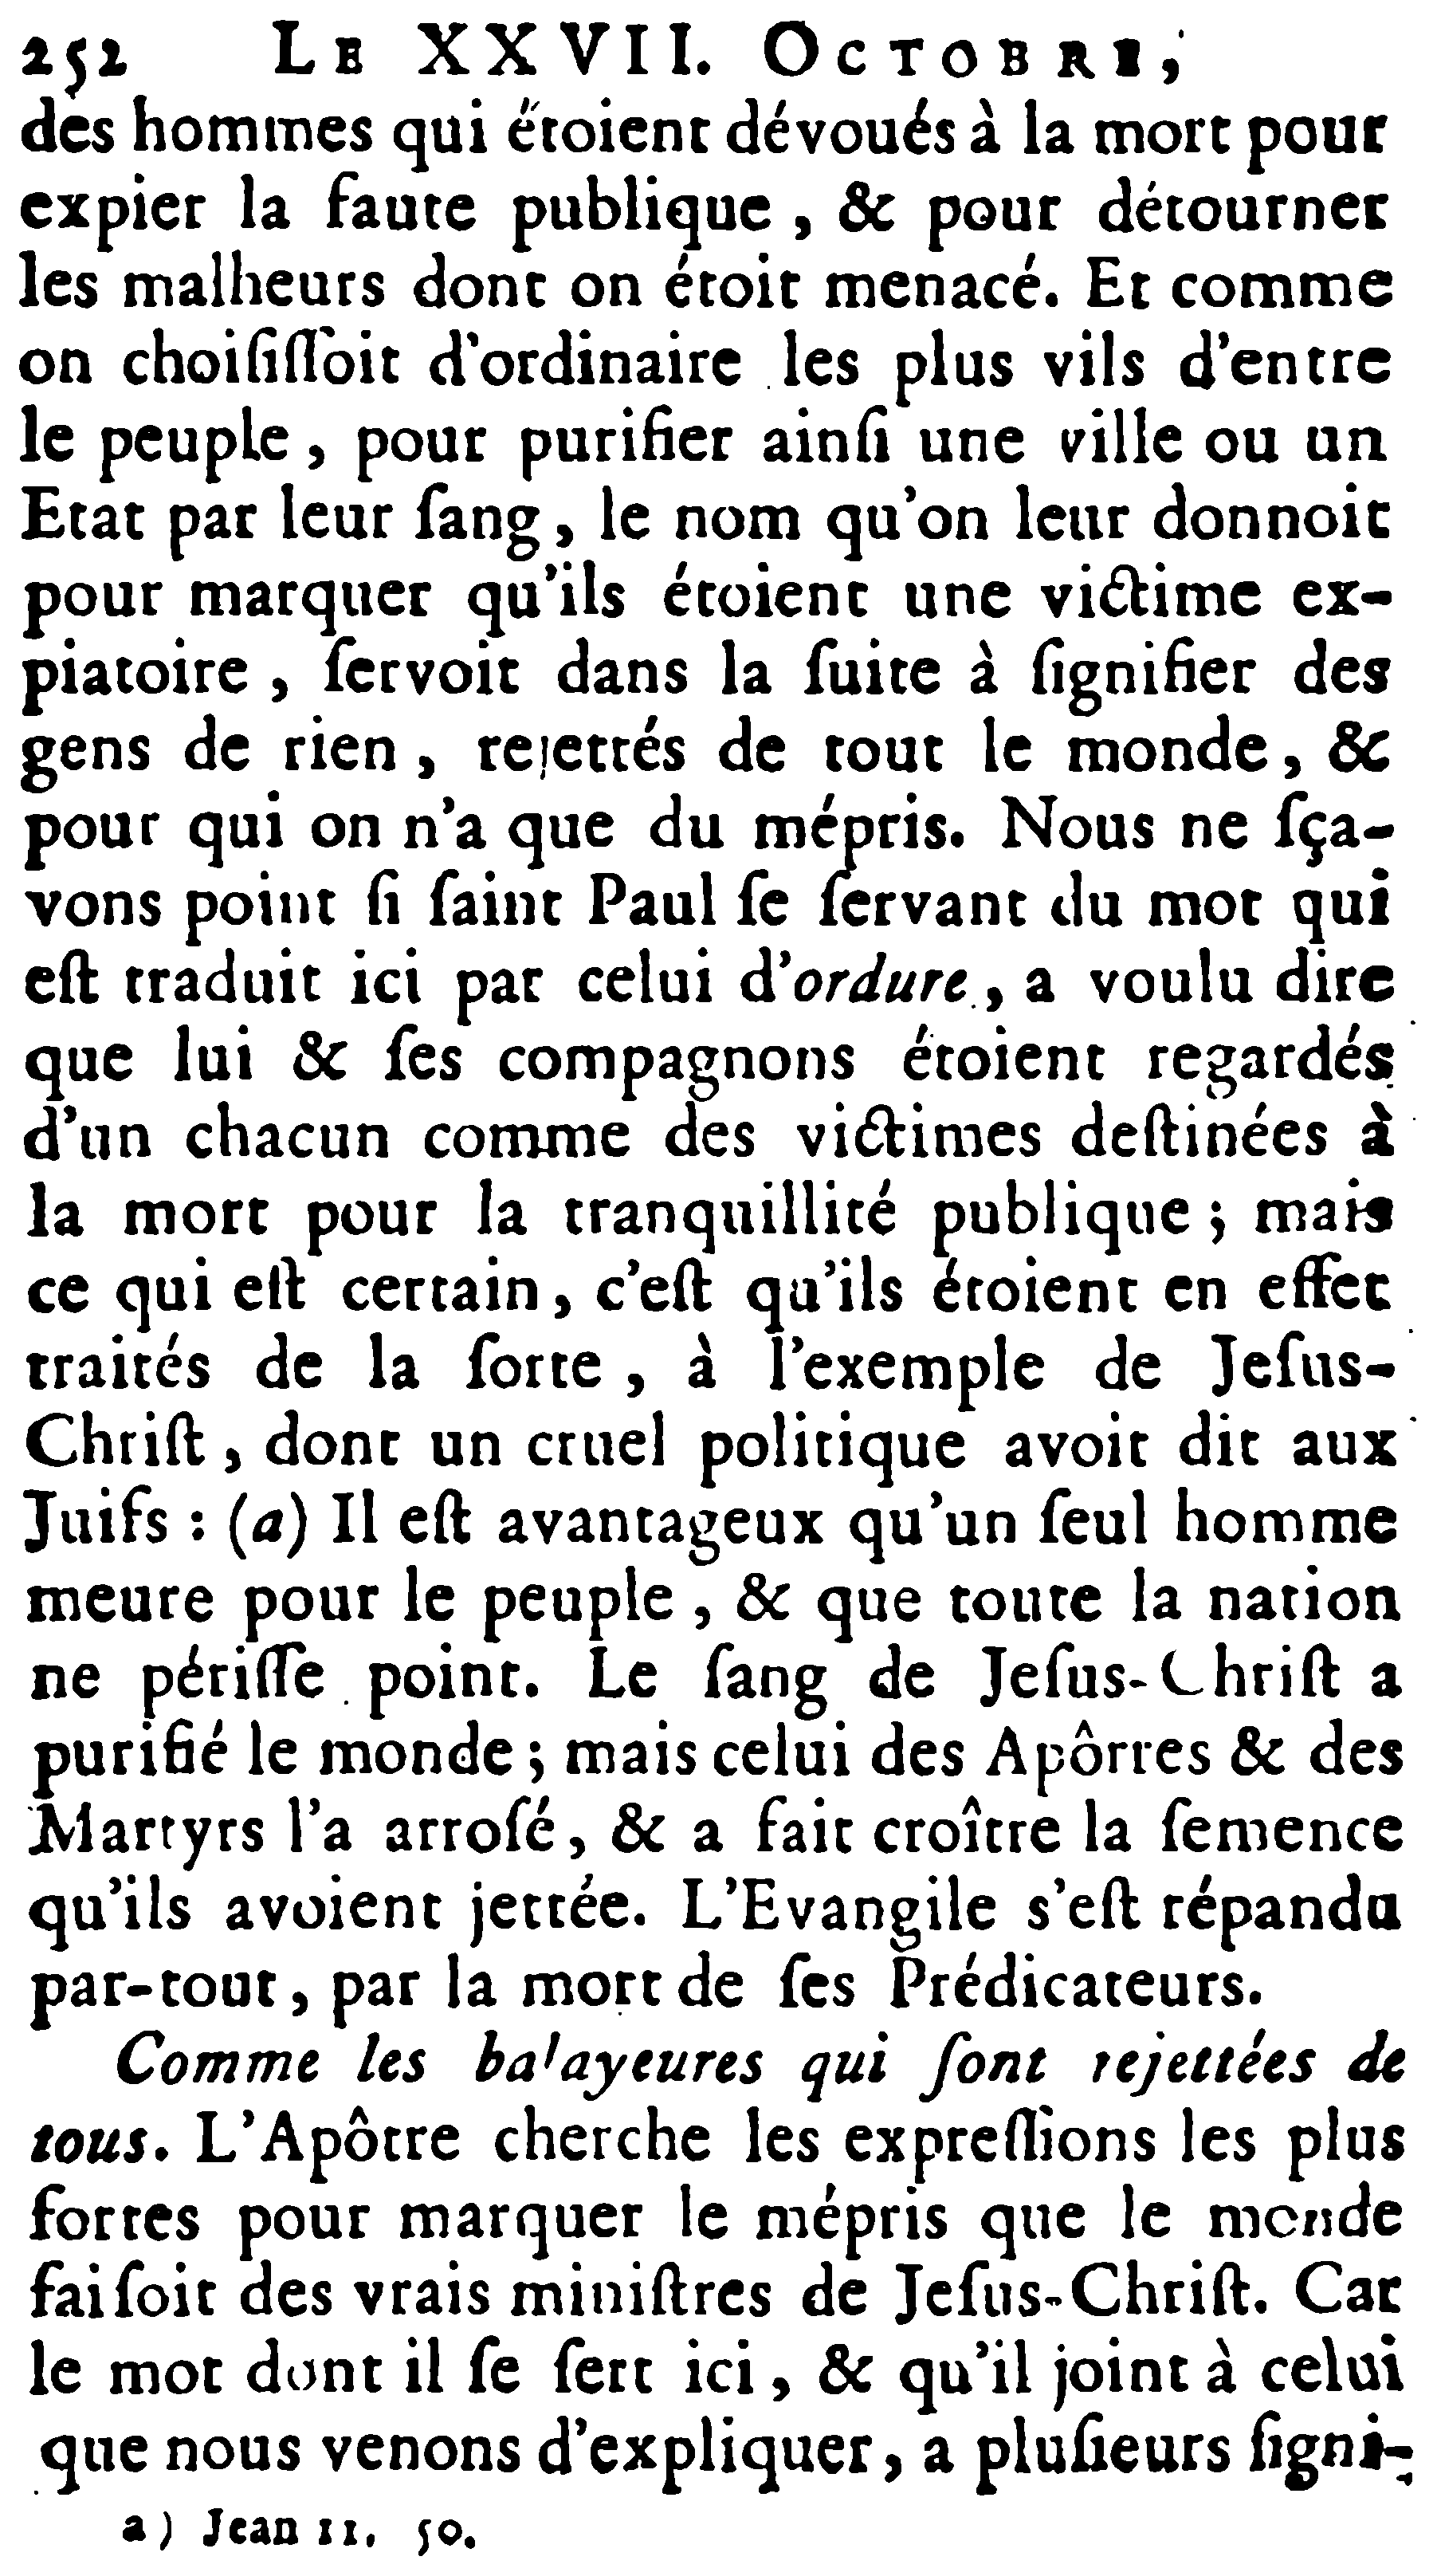 252 LE XXVII. OCTOBRE,
des hommes qui étoient dévoués à la mort pour
expier la faute publique, & pour détourner
les malheurs dont on étoit menacé. Et comme
on choiſiſſoit d'ordinaire les plus vils d'entre
le peuple, pour purifier ainſi une ville ou un
Etat par leur ſang, le nom qu'on leur donnoit
pour marquer qu'ils étoient une victime ex-
piatoire, ſervoit dans la ſuite à ſignifier des
gens de rien, rejettés de tout le monde, &
pour qui on n'a que du mépris. Nous ne ſça-
vons point ſi ſaint Paul ſe ſervant du mot qui
eſt traduit ici par celui d'ordure, a voulu dire
que lui & ſes compagnons étoient regardés
d'un chacun comme des victimes deſtinées à
la mort pour la tranquillité publique; mais
ce qui eſt certain, c'eſt qu'ils étoient en effet
traités de la ſorte, à l'exemple de Jeſus-
Chriſt, dont un cruel politique avoit dit aux
Juifs: (a) Il eſt avantageux qu'un ſeul homme
meure pour le peuple, & que toute la nation
ne périſſe point. Le ſang de Jeſus-Chriſt a
purifié le monde; mais celui des Apôtres & des
Martyrs l'a arroſé, & a fait croître la ſemence
qu'ils avoient jettée. L'Evangile s'eſt répandu
par-tout, par la mort de ſes Prédicateurs.
Comme les balayeures qui ſont rejettées de
tous. L'Apôtre cherche les expreſſions les plus
fortes pour marquer le mépris que le monde
faiſoit des vrais miniſtres de Jeſus-Chriſt. Car
le mot dont il ſe ſert ici, & qu'il joint à celui
que nous venons d'expliquer, a pluſieurs ſigni-
a) Jean 11. 50.